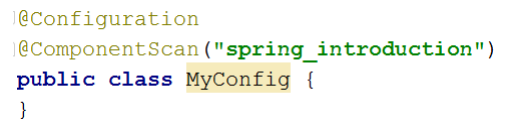 @Configuration
@ComponentScan("spring_introduction")
public class MyConfig {
}